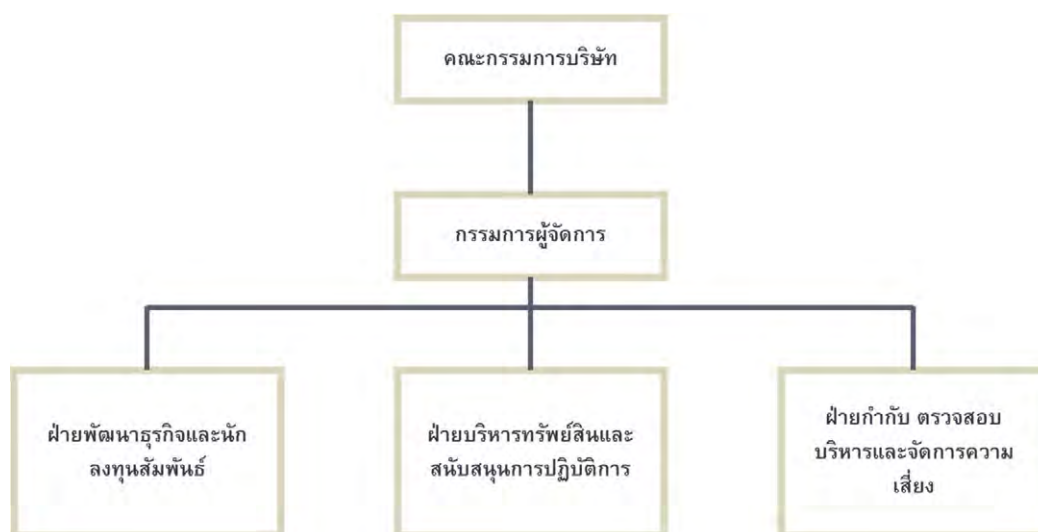 คณะกรรมการบริษัท
กรรมการผู้จัดการ
ฝ่ายพัฒนาธุรกิจและนัก
ลงทุนสัมพันธ์
ฝ่ายบริหารทรัพย์สินและ
สนับสนุนการปฏิบัติการ
ฝ่ายกำกับ ตรวจสอบ
บริหารและจัดการความ
เสี่ยง